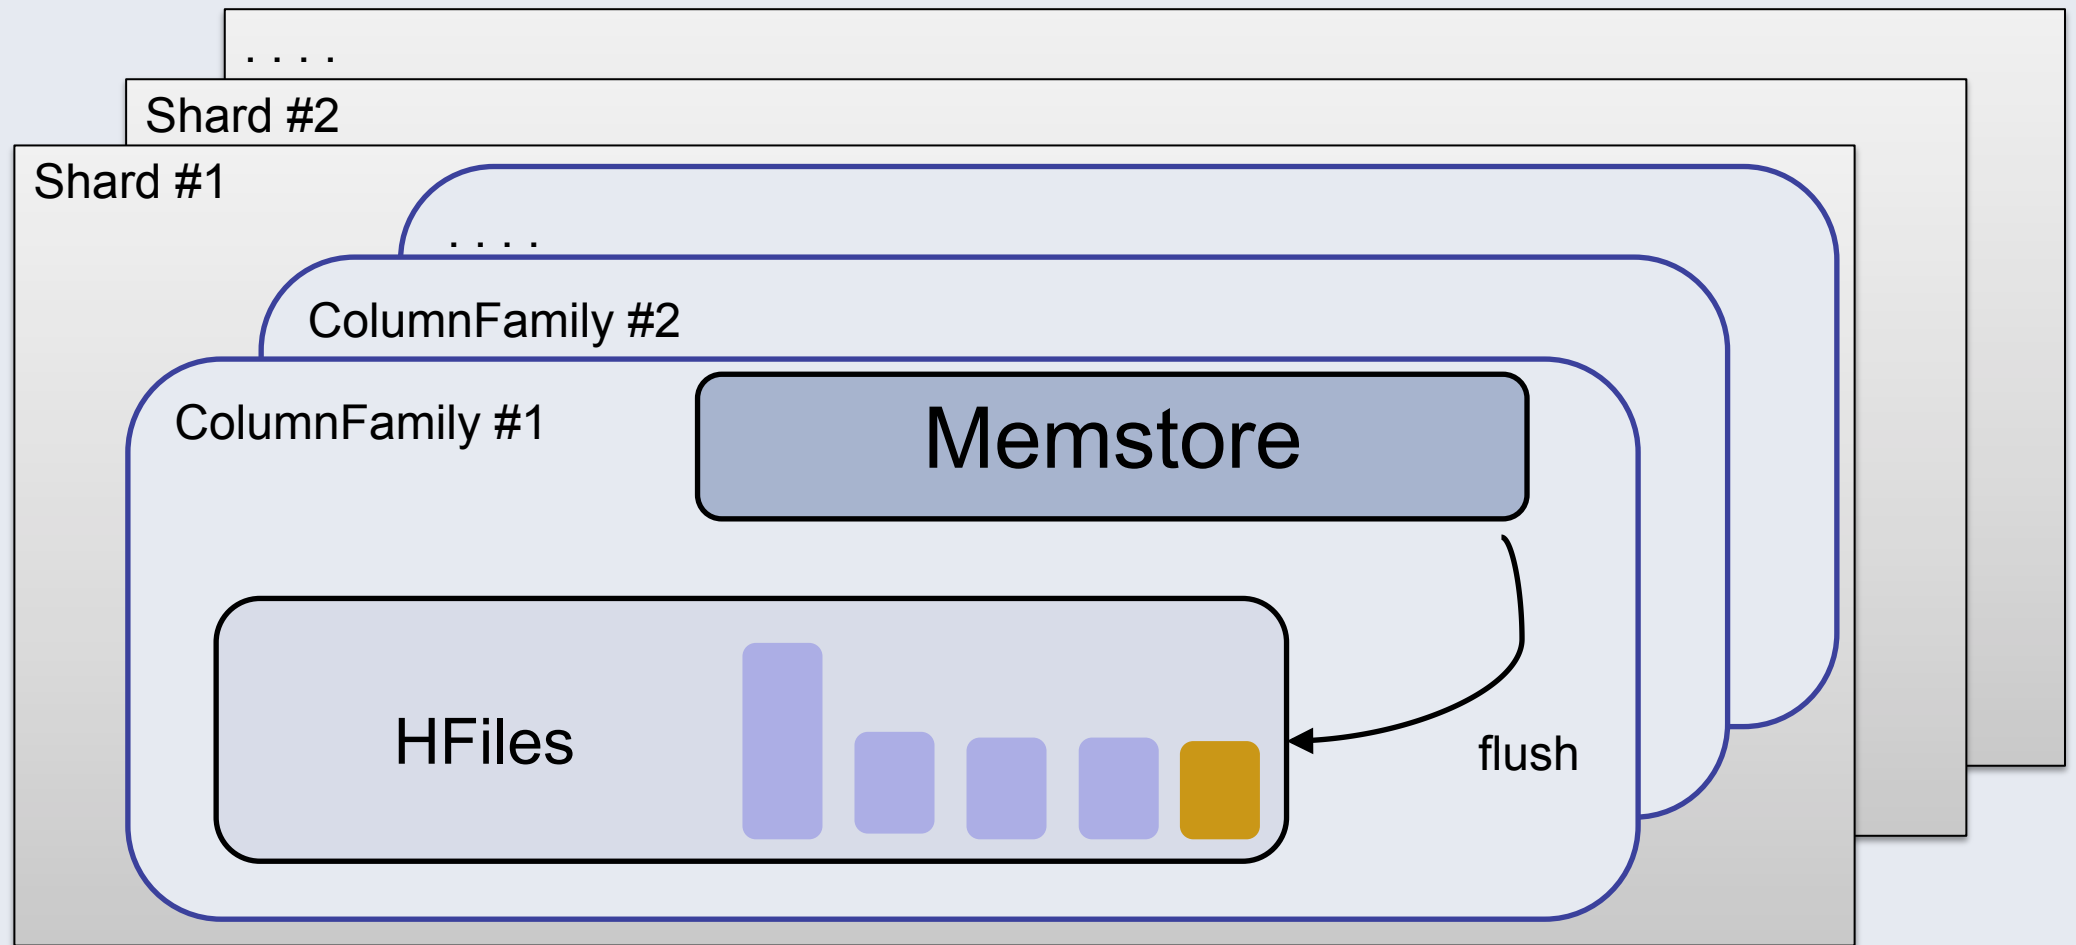 . . . .
Shard #2
Shard #1
. . . .
ColumnFamily #2
ColumnFamily #1
Memstore
HFiles
flush